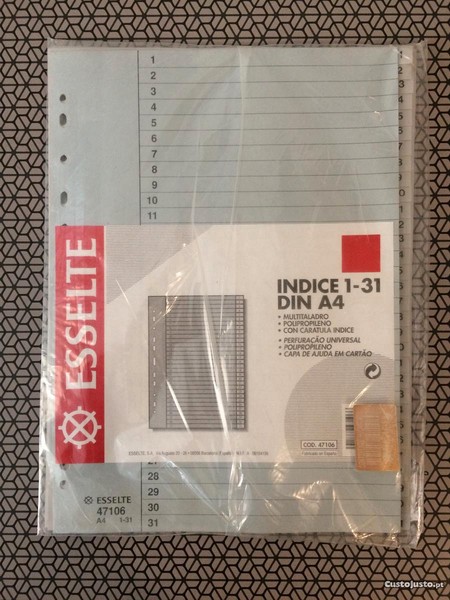 1
2
3
4
5
6
7
8
9
10
11
ESSELTE
INDICE 1-31
DIN A4
• MULTITALADRO
• POLIPROPILENO
• CON CARATULA INDICE
• PERFURAÇÃO UNIVERSAL
• POLIPROPILENO
• CAPA DE AJUDA EM CARTÃO
COD. 47106
ESSELTE, S.A.
27
28
29
30
31
ESSELTE
47106
A4 1-31
CustoJusto.pt